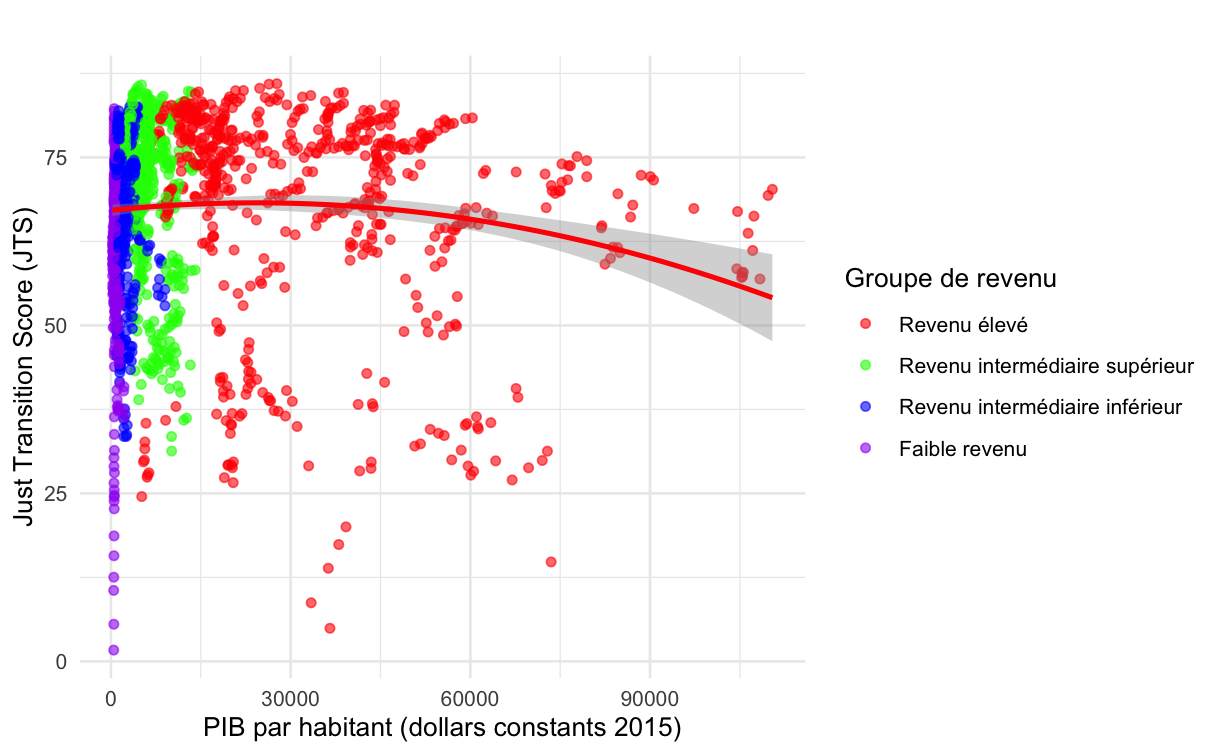 Just Transition Score (JTS)
75
50
25
0
0 30000 60000 90000
PIB par habitant (dollars constants 2015)
Groupe de revenu
Revenu élevé
Revenu intermédiaire supérieur
Revenu intermédiaire inférieur
Faible revenu